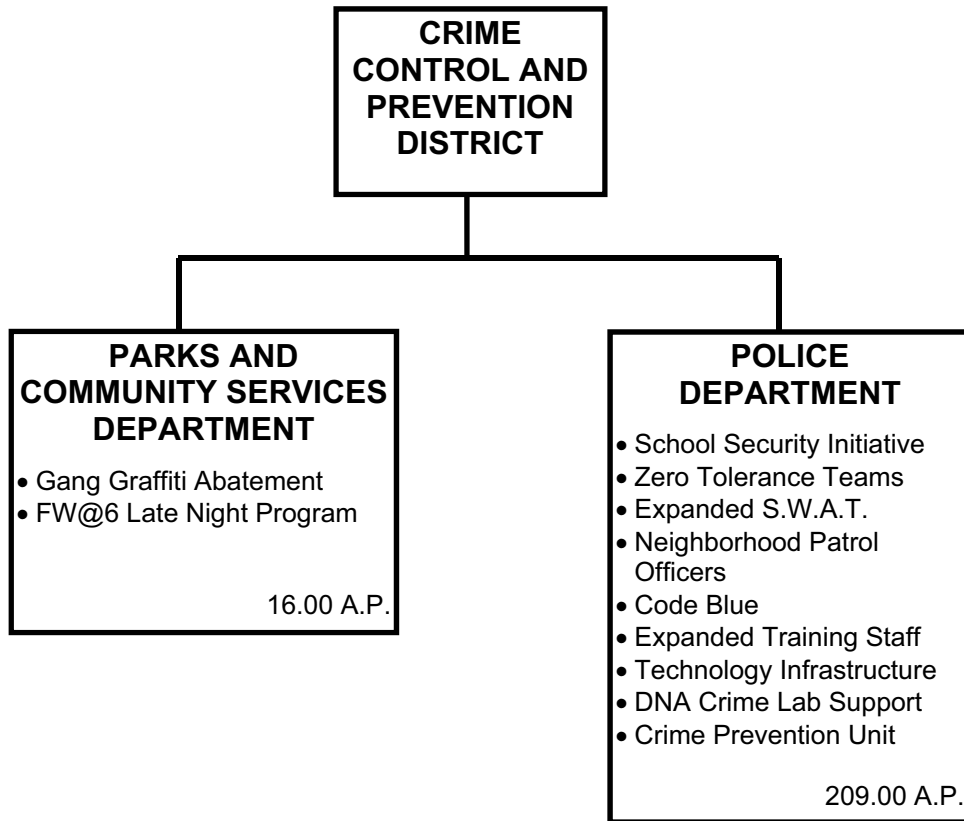 CRIME
CONTROL AND
PREVENTION
DISTRICT
PARKS AND
COMMUNITY SERVICES
DEPARTMENT
• Gang Graffiti Abatement
• FW@6 Late Night Program
16.00 A.P.
POLICE
DEPARTMENT
• School Security Initiative
• Zero Tolerance Teams
• Expanded S.W.A.T.
• Neighborhood Patrol
Officers
• Code Blue
• Expanded Training Staff
• Technology Infrastructure
• DNA Crime Lab Support
• Crime Prevention Unit
209.00 A.P.